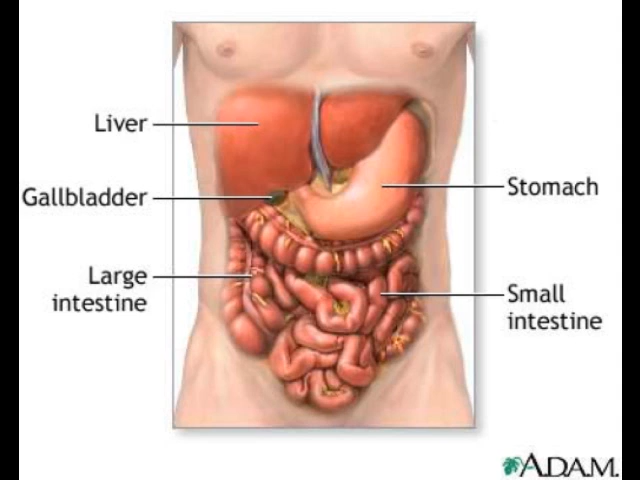 Liver
Gallbladder
Large
intestine
Stomach
Small
intestine
A.D.A.M.